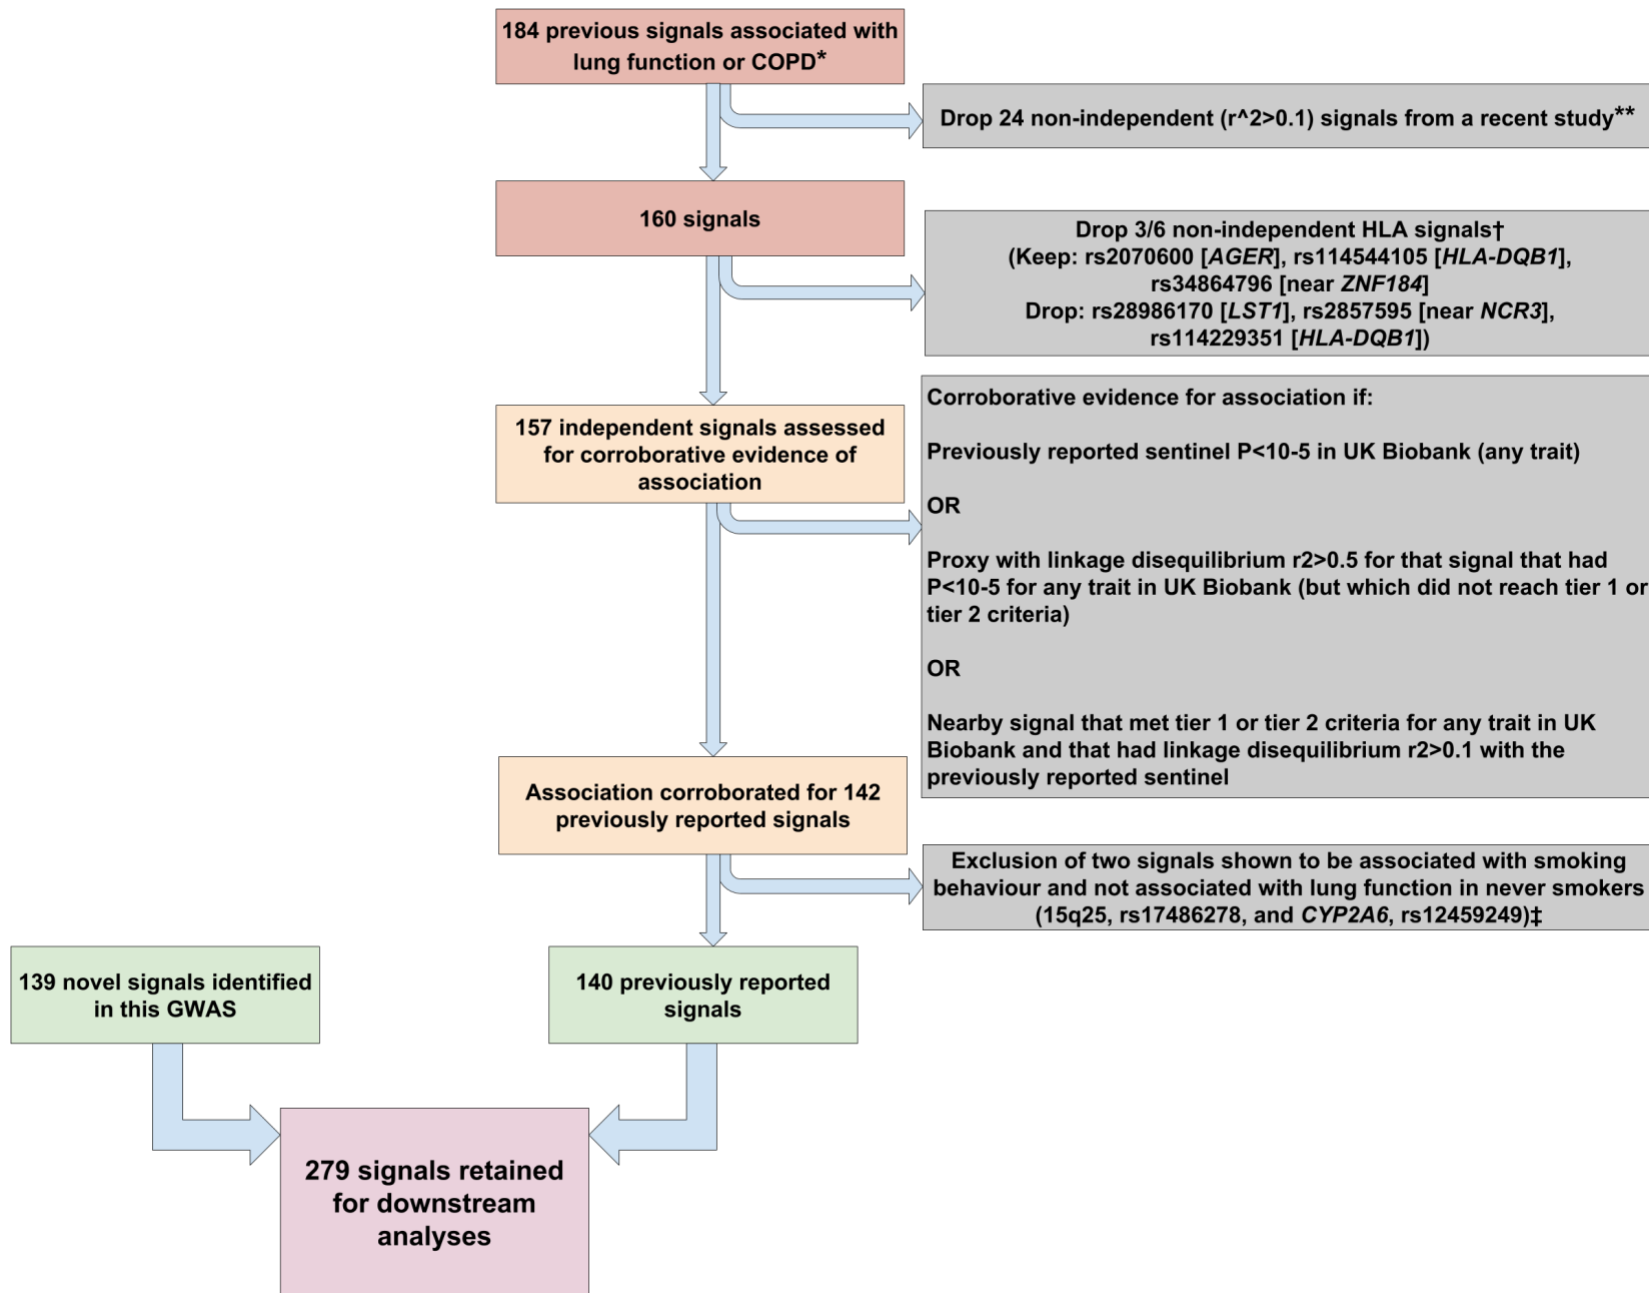 184 previous signals associated with
lung function or COPD*
Drop 24 non-independent (r^2>0.1) signals from a recent study**
160 signals
Drop 3/6 non-independent HLA signals†
(Keep: rs2070600 [AGER], rs114544105 [HLA-DQB1],
rs34864796 [near ZNF184]
Drop: rs28986170 [LST1], rs2857595 [near NCR3],
rs114229351 [HLA-DQB1])
157 independent signals assessed
for corroborative evidence of
association
Corroborative evidence for association if:
Previously reported sentinel P<10-5 in UK Biobank (any trait)
OR
Proxy with linkage disequilibrium r2>0.5 for that signal that had
P<10-5 for any trait in UK Biobank (but which did not reach tier 1 or
tier 2 criteria)
OR
Nearby signal that met tier 1 or tier 2 criteria for any trait in UK
Biobank and that had linkage disequilibrium r2>0.1 with the
previously reported sentinel
Association corroborated for 142
previously reported signals
Exclusion of two signals shown to be associated with smoking
behaviour and not associated with lung function in never smokers
(15q25, rs17486278, and CYP2A6, rs12459249)‡
139 novel signals identified
in this GWAS
140 previously reported
signals
279 signals retained
for downstream
analyses